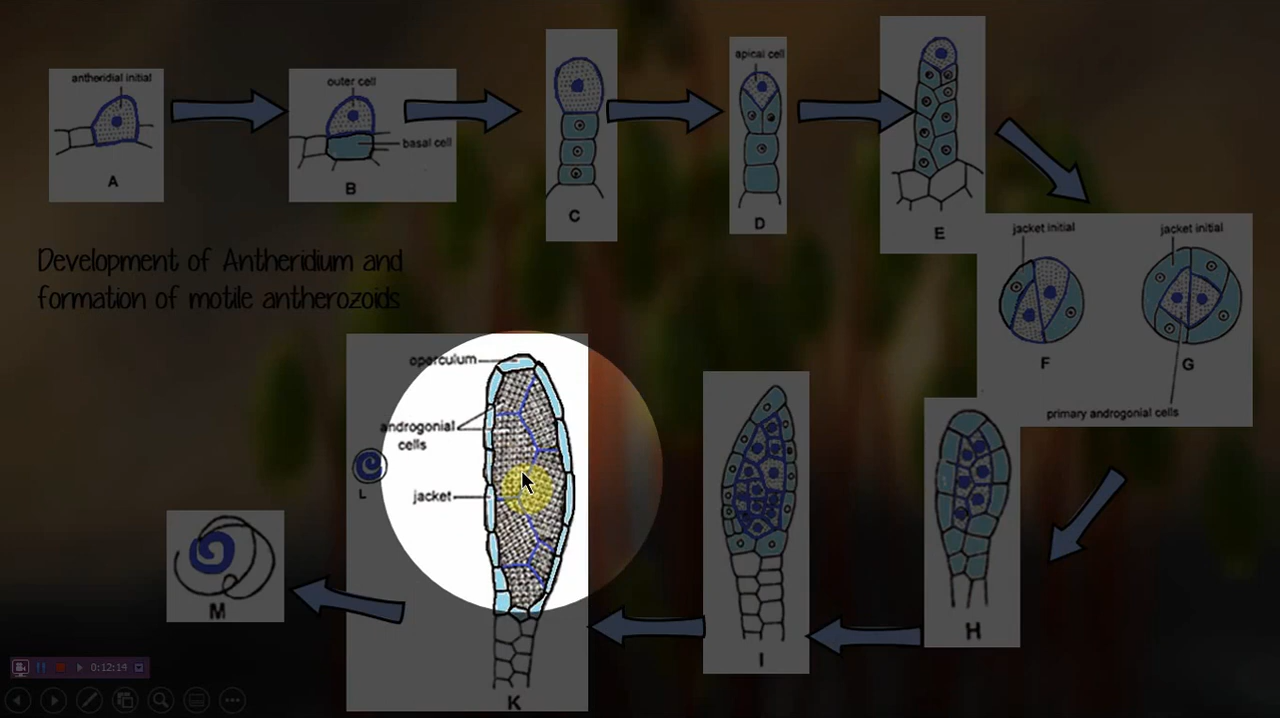 antheridial initial
A
outer cell
basal cell
B
C
apical cell
D
E
Development of Antheridium and
formation of motile antherozoids
jacket initial
F
jacket initial
G
primary androgonial cells
H
I
operculum
androgonial
cells
jacket
K
L
M
0:12:14